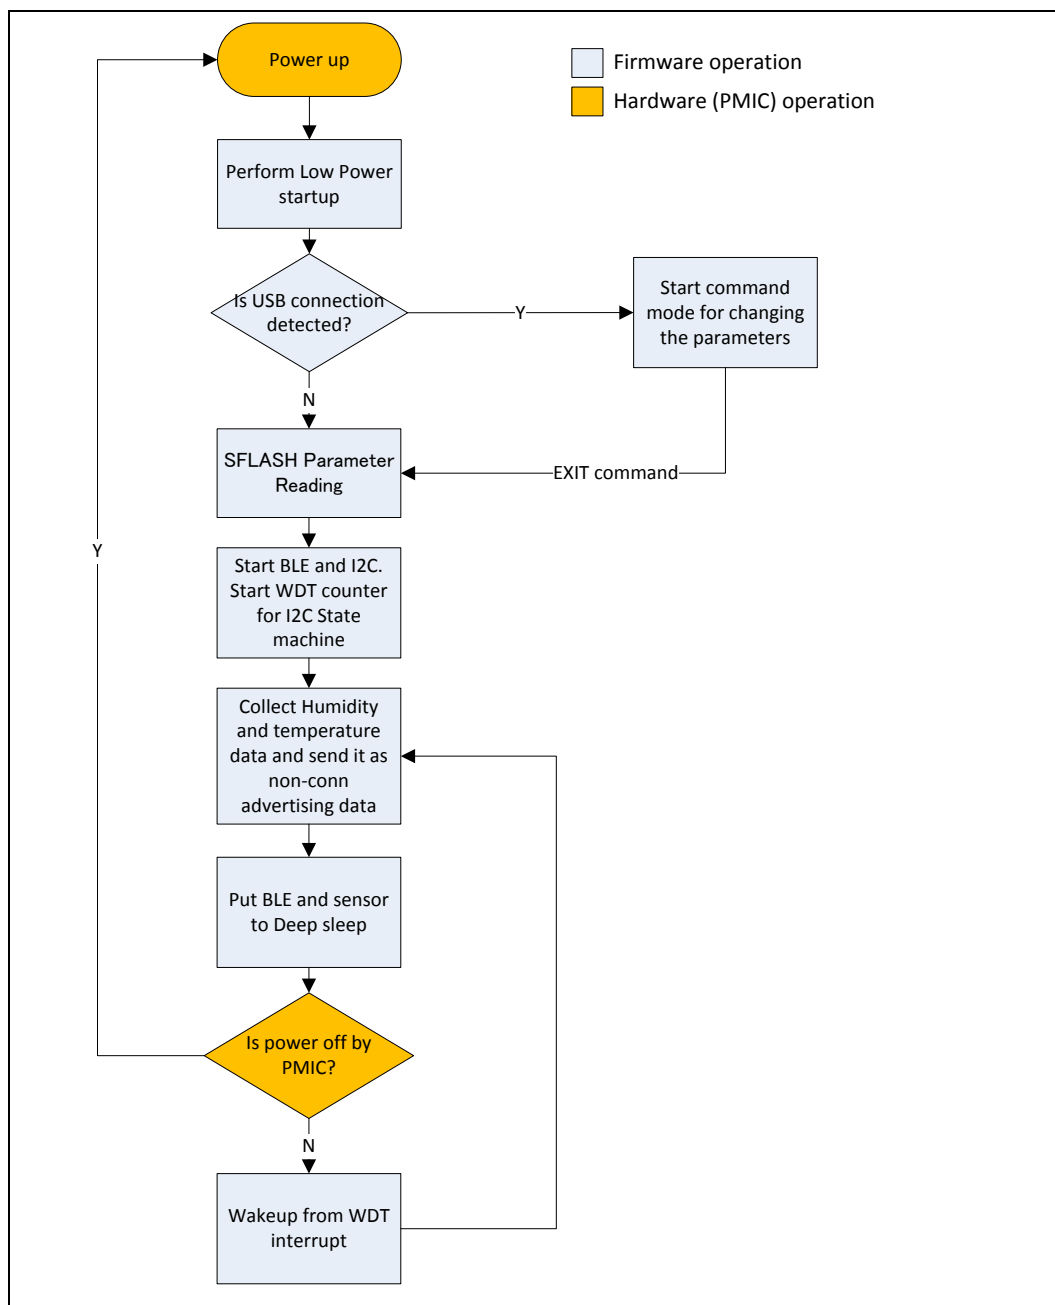 Power up
Firmware operation
Hardware (PMIC) operation
Perform Low Power
startup
Is USB connection
detected?
Y
Start command
mode for changing
the parameters
N
SFLASH Parameter
Reading
EXIT command
Start BLE and I2C.
Start WDT counter
for I2C State
machine
Y
Collect Humidity
and temperature
data and send it as
non-conn
advertising data
Put BLE and sensor
to Deep sleep
Is power off by
PMIC?
N
Wakeup from WDT
interrupt